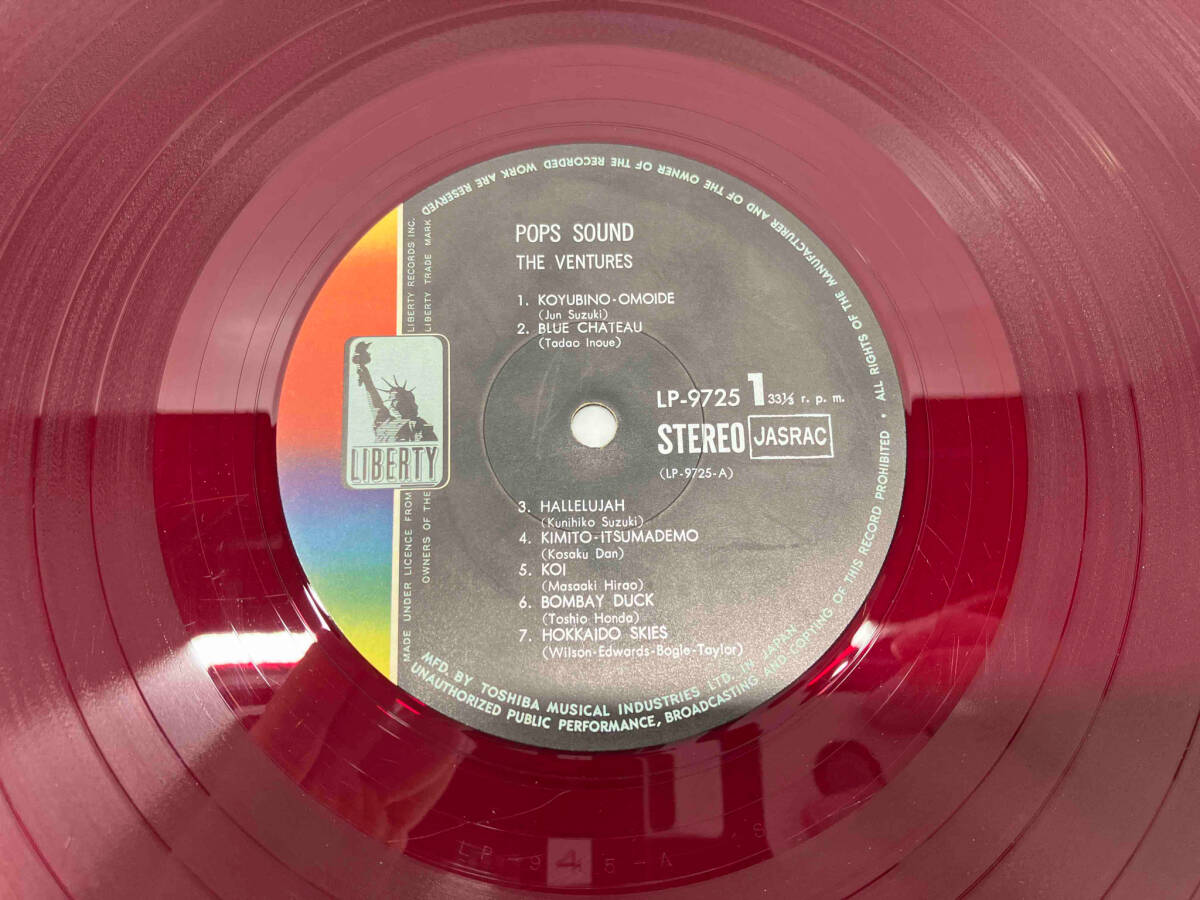 POPS SOUND
THE VENTURES
1. KOYUBINO-OMOIDE
(Jun Suzuki)
2. BLUE CHATEAU
(Tadao Inoue)
LP-9725 1 33⅓ r. p. m.
STEREO JASRAC
(LP-9725-A)
3. HALLELUJAH
(Kunihiko Suzuki)
4. KIMITO-ITSUMADEMO
(Kosaku Dan)
5. KOI
(Masaaki Hirao)
6. BOMBAY DUCK
(Toshio Honda)
7. HOKKAIDO SKIES
(Wilson-Edwards-Bogle-Taylor)
LIBERTY
MADE UNDER LICENCE FROM LIBERTY RECORDS INC.
OWNERS OF THE LIBERTY TRADE MARK
MFD. BY TOSHIBA MUSICAL INDUSTRIES LTD. IN JAPAN
ALL RIGHTS OF THE MANUFACTURER AND OF THE OWNER OF THE RECORDED WORK ARE RESERVED
UNAUTHORIZED PUBLIC PERFORMANCE, BROADCASTING AND COPYING OF THIS RECORD PROHIBITED •